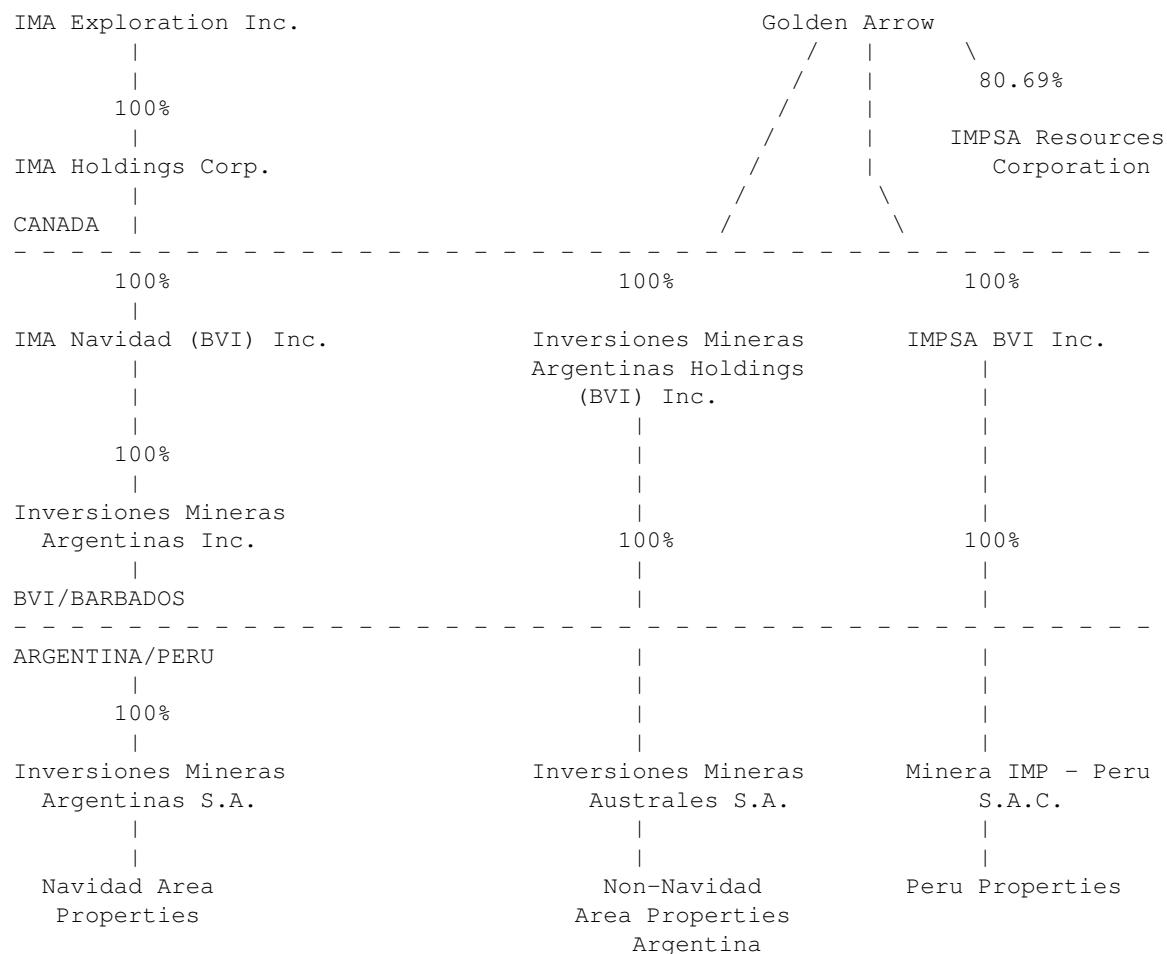 IMA Exploration Inc. Golden Arrow
80.69%
100%
IMPSA Resources
IMA Holdings Corp. Corporation
CANADA
100% 100% 100%
IMA Navidad (BVI) Inc. Inversiones Mineras IMPSA BVI Inc.
Argentinas Holdings
(BVI) Inc.
100%
Inversiones Mineras
Argentinas Inc. 100% 100%
BVI/BARBADOS
ARGENTINA/PERU
100%
Inversiones Mineras Inversiones Mineras Minera IMP - Peru
Argentinas S.A. Australes S.A. S.A.C.
Navidad Area Non-Navidad Peru Properties
Properties Area Properties
Argentina